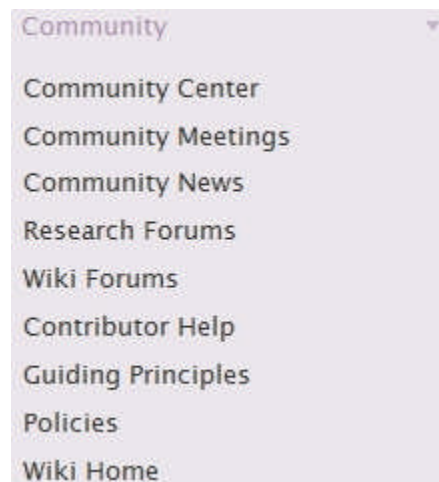 Community
Community Center
Community Meetings
Community News
Research Forums
Wiki Forums
Contributor Help
Guiding Principles
Policies
Wiki Home